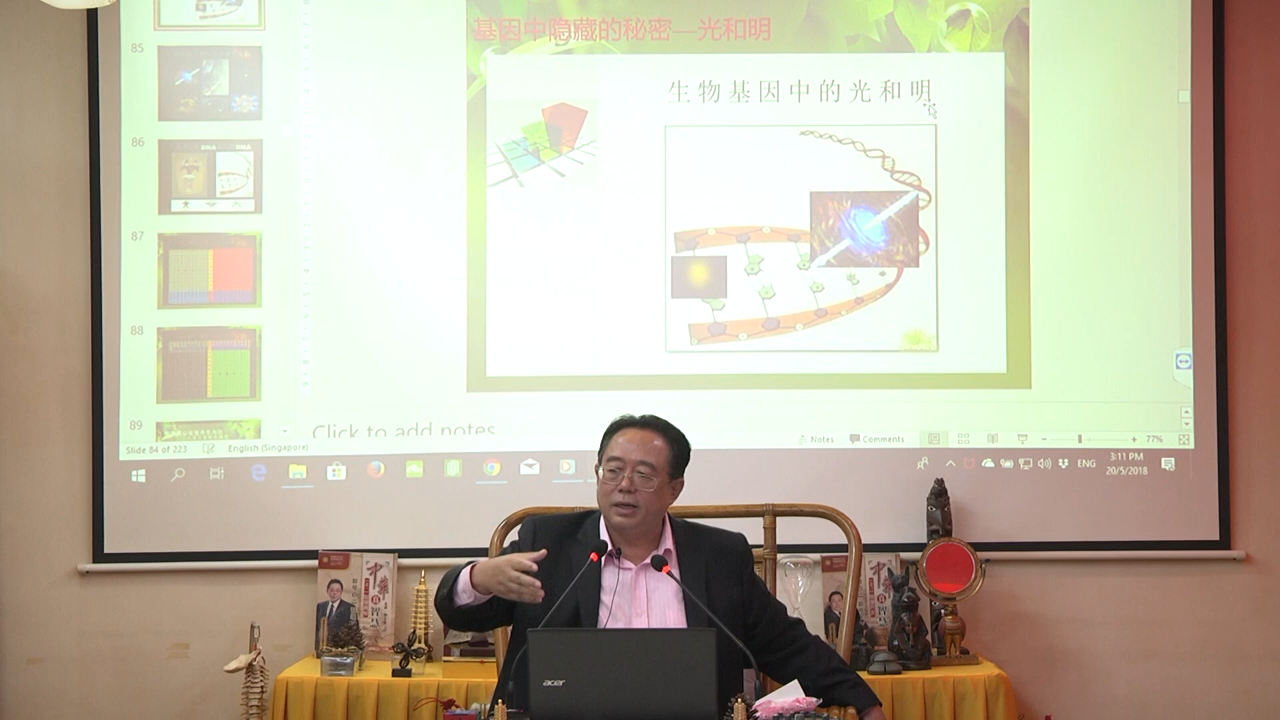 85
86
87
88
89
基因中隐藏的秘密—光和明
生物基因中的光和明
Click to add notes
Slide 84 of 223
English (Singapore)
Notes
Comments
77%
ENG
3:11 PM
20/5/2018
acer